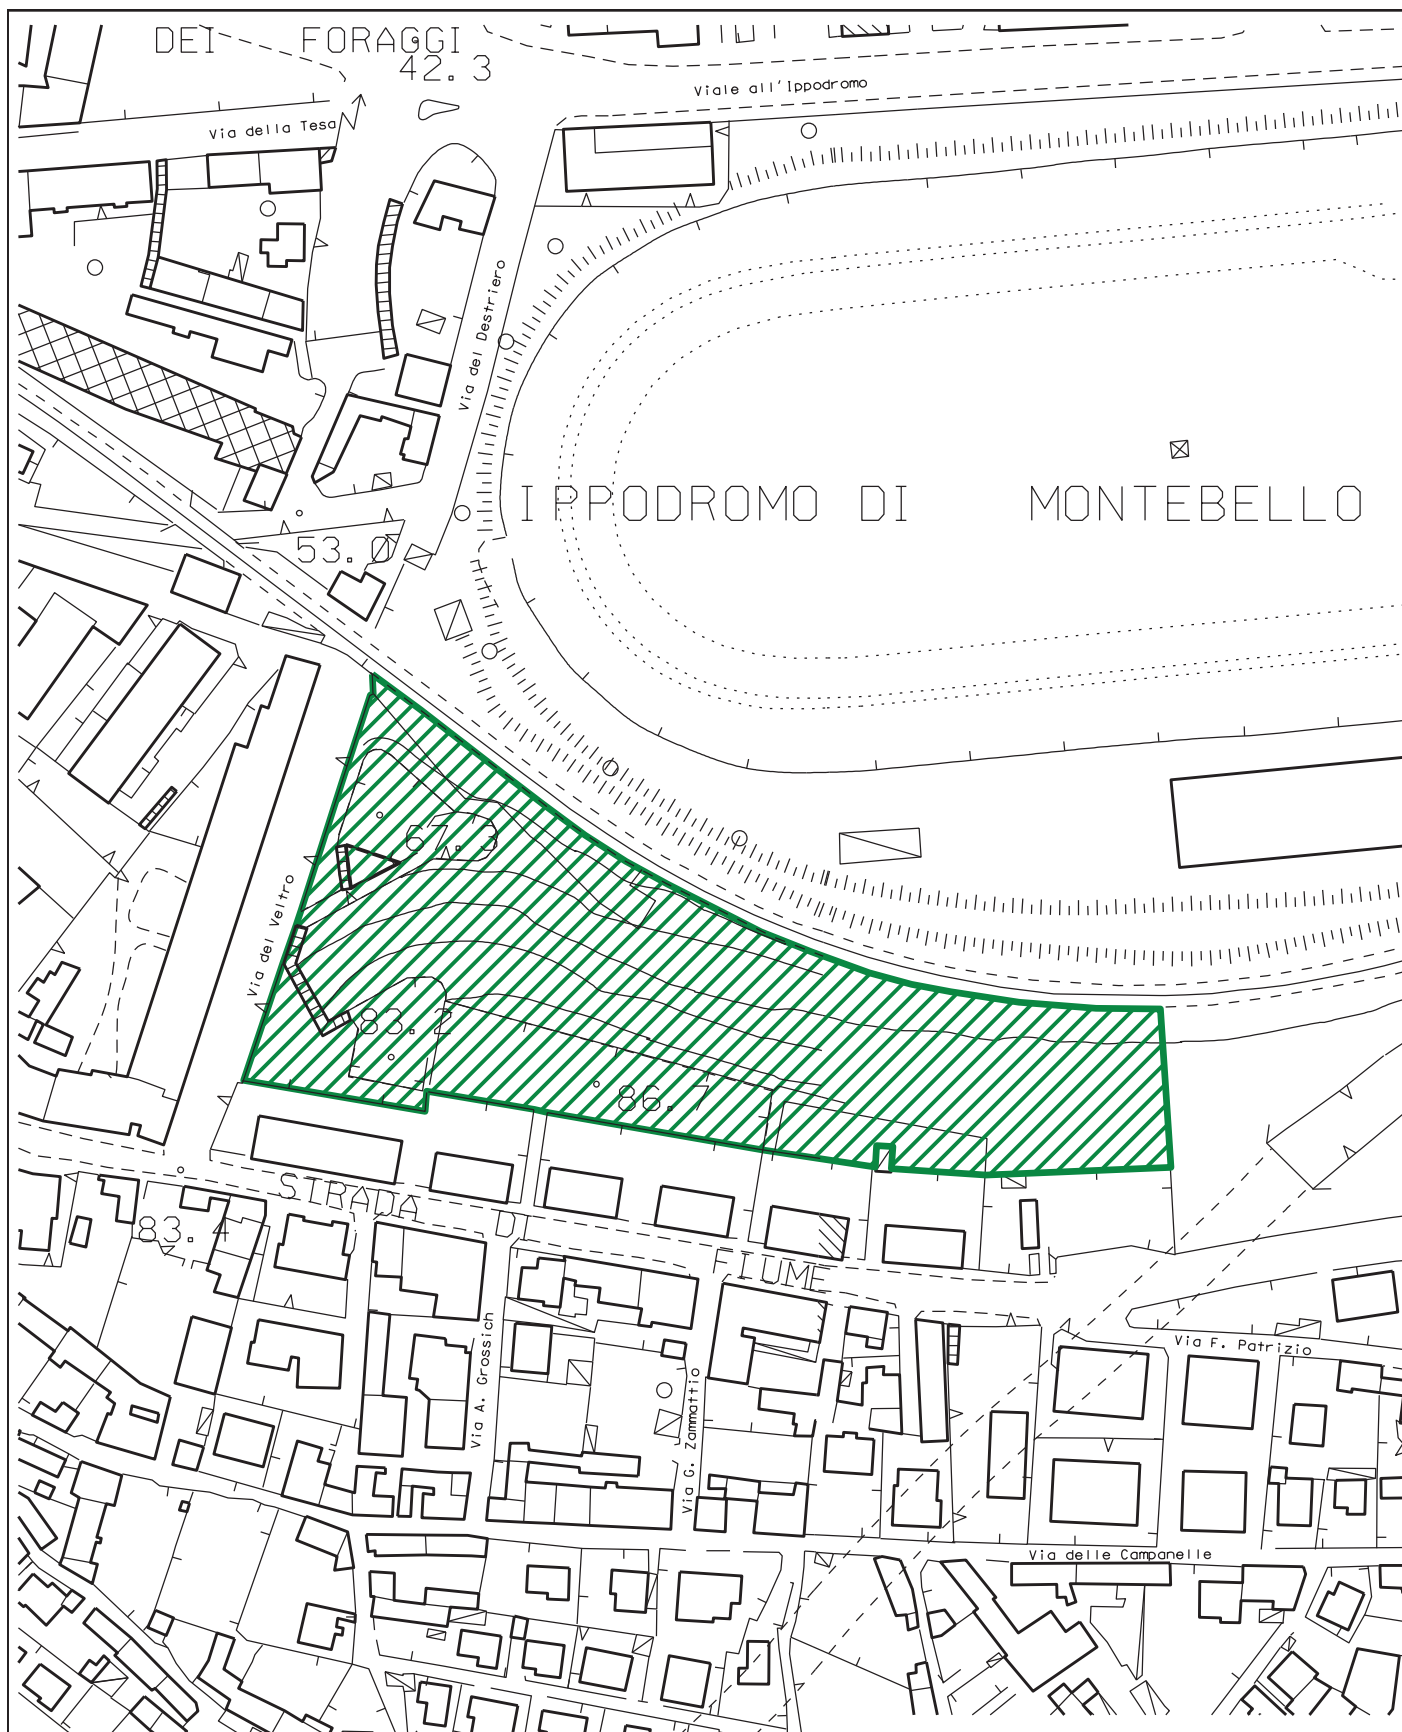 DEI FORAGGI
42.3
Viale all'Ippodromo
Via della Tesa
Via del Destriero
IPPODROMO DI MONTEBELLO
53.0
67.3
Via del Veltro
83.2
86.7
STRADA DI FIUME
83.4
Via A. Grossich
Via G. Zammattio
Via F. Patrizio
Via delle Campanelle